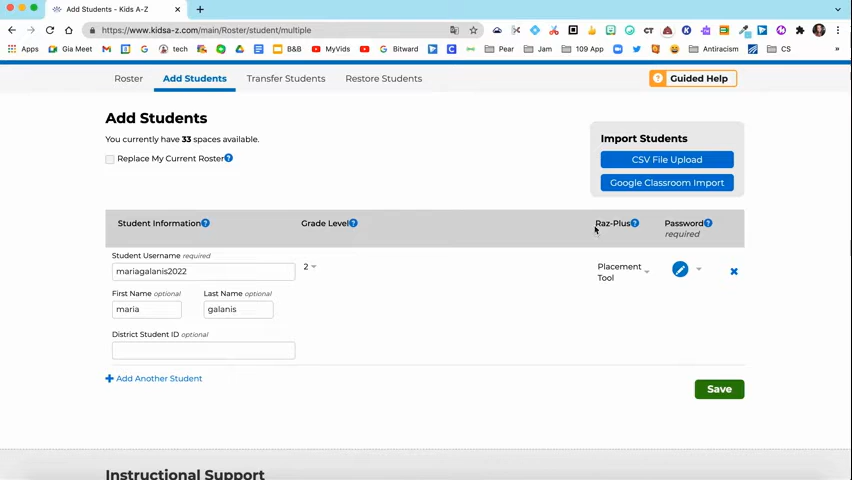 Add Students - Kids A-Z
https://www.kidsa-z.com/main/Roster/student/multiple
Apps
Gia Meet
tech
B&B
MyVids
Bitward
Pear
Jam
109 App
Antiracism
CS
»
Roster
Add Students
Transfer Students
Restore Students
? Guided Help
Add Students
You currently have 33 spaces available.
Replace My Current Roster?
Import Students
CSV File Upload
Google Classroom Import
Student Information?
Grade Level?
Raz-Plus?
Password?
required
Student Username required
mariagalanis2022
2
Placement
Tool
First Name optional
Last Name optional
maria
galanis
District Student ID optional
Add Another Student
Save
Instructional Support